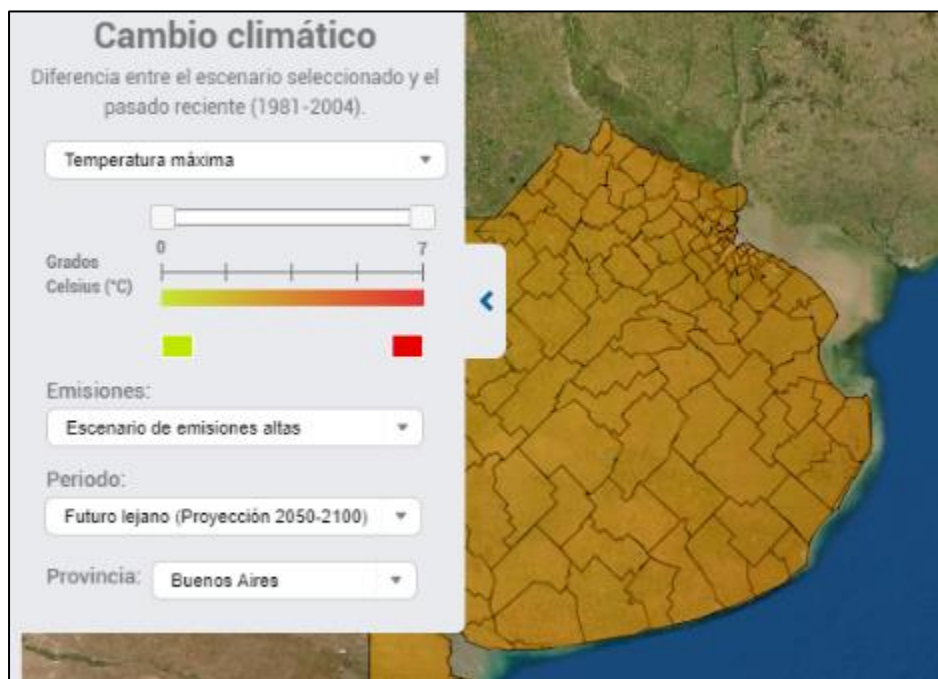 Cambio climático
Diferencia entre el escenario seleccionado y el
pasado reciente (1981-2004).
Temperatura máxima
0 7
Grados
Celsius (°C)
Emisiones:
Escenario de emisiones altas
Periodo:
Futuro lejano (Proyección 2050-2100)
Provincia: Buenos Aires